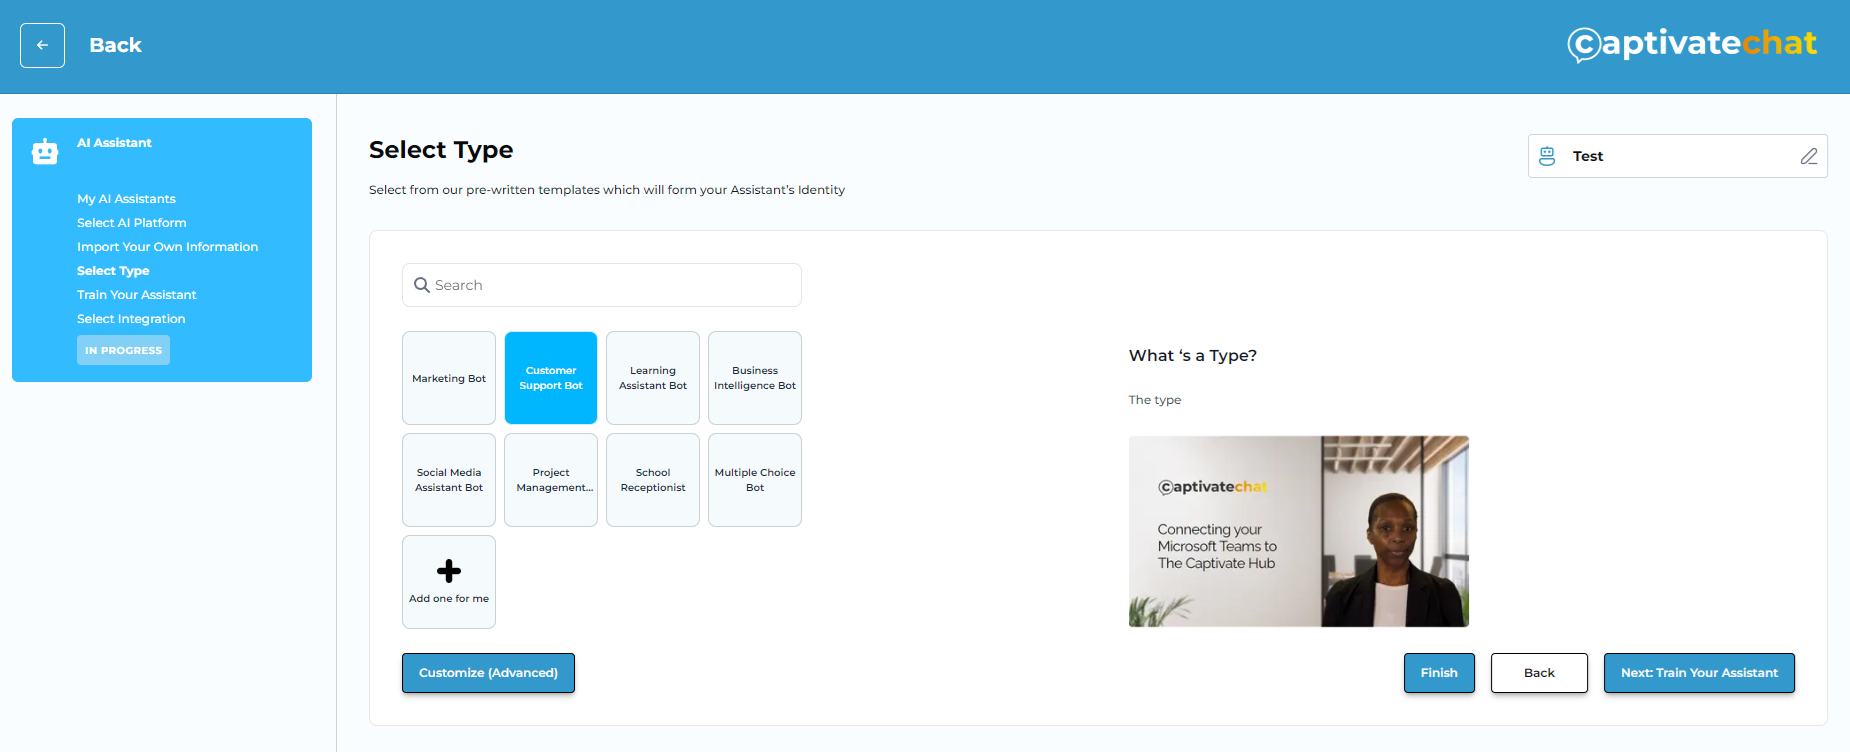 Back
captivatechat
AI Assistant
My AI Assistants
Select AI Platform
Import Your Own Information
Select Type
Train Your Assistant
Select Integration
IN PROGRESS
Select Type
Select from our pre-written templates which will form your Assistant's Identity
Test
Search
Marketing Bot
Customer
Support Bot
Learning
Assistant Bot
Business
Intelligence Bot
Social Media
Assistant Bot
Project
Management...
School
Receptionist
Multiple Choice
Bot
Add one for me
What ‘s a Type?
The type
captivatechat
Connecting your
Microsoft Teams to
The Captivate Hub
Customize (Advanced)
Finish
Back
Next: Train Your Assistant